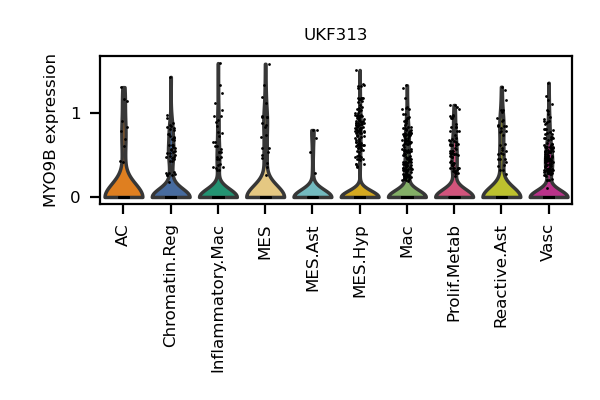 UKF313
MYO9B expression
1
0
AC
Chromatin.Reg
Inflammatory.Mac
MES
MES.Ast
MES.Hyp
Mac
Prolif.Metab
Reactive.Ast
Vasc